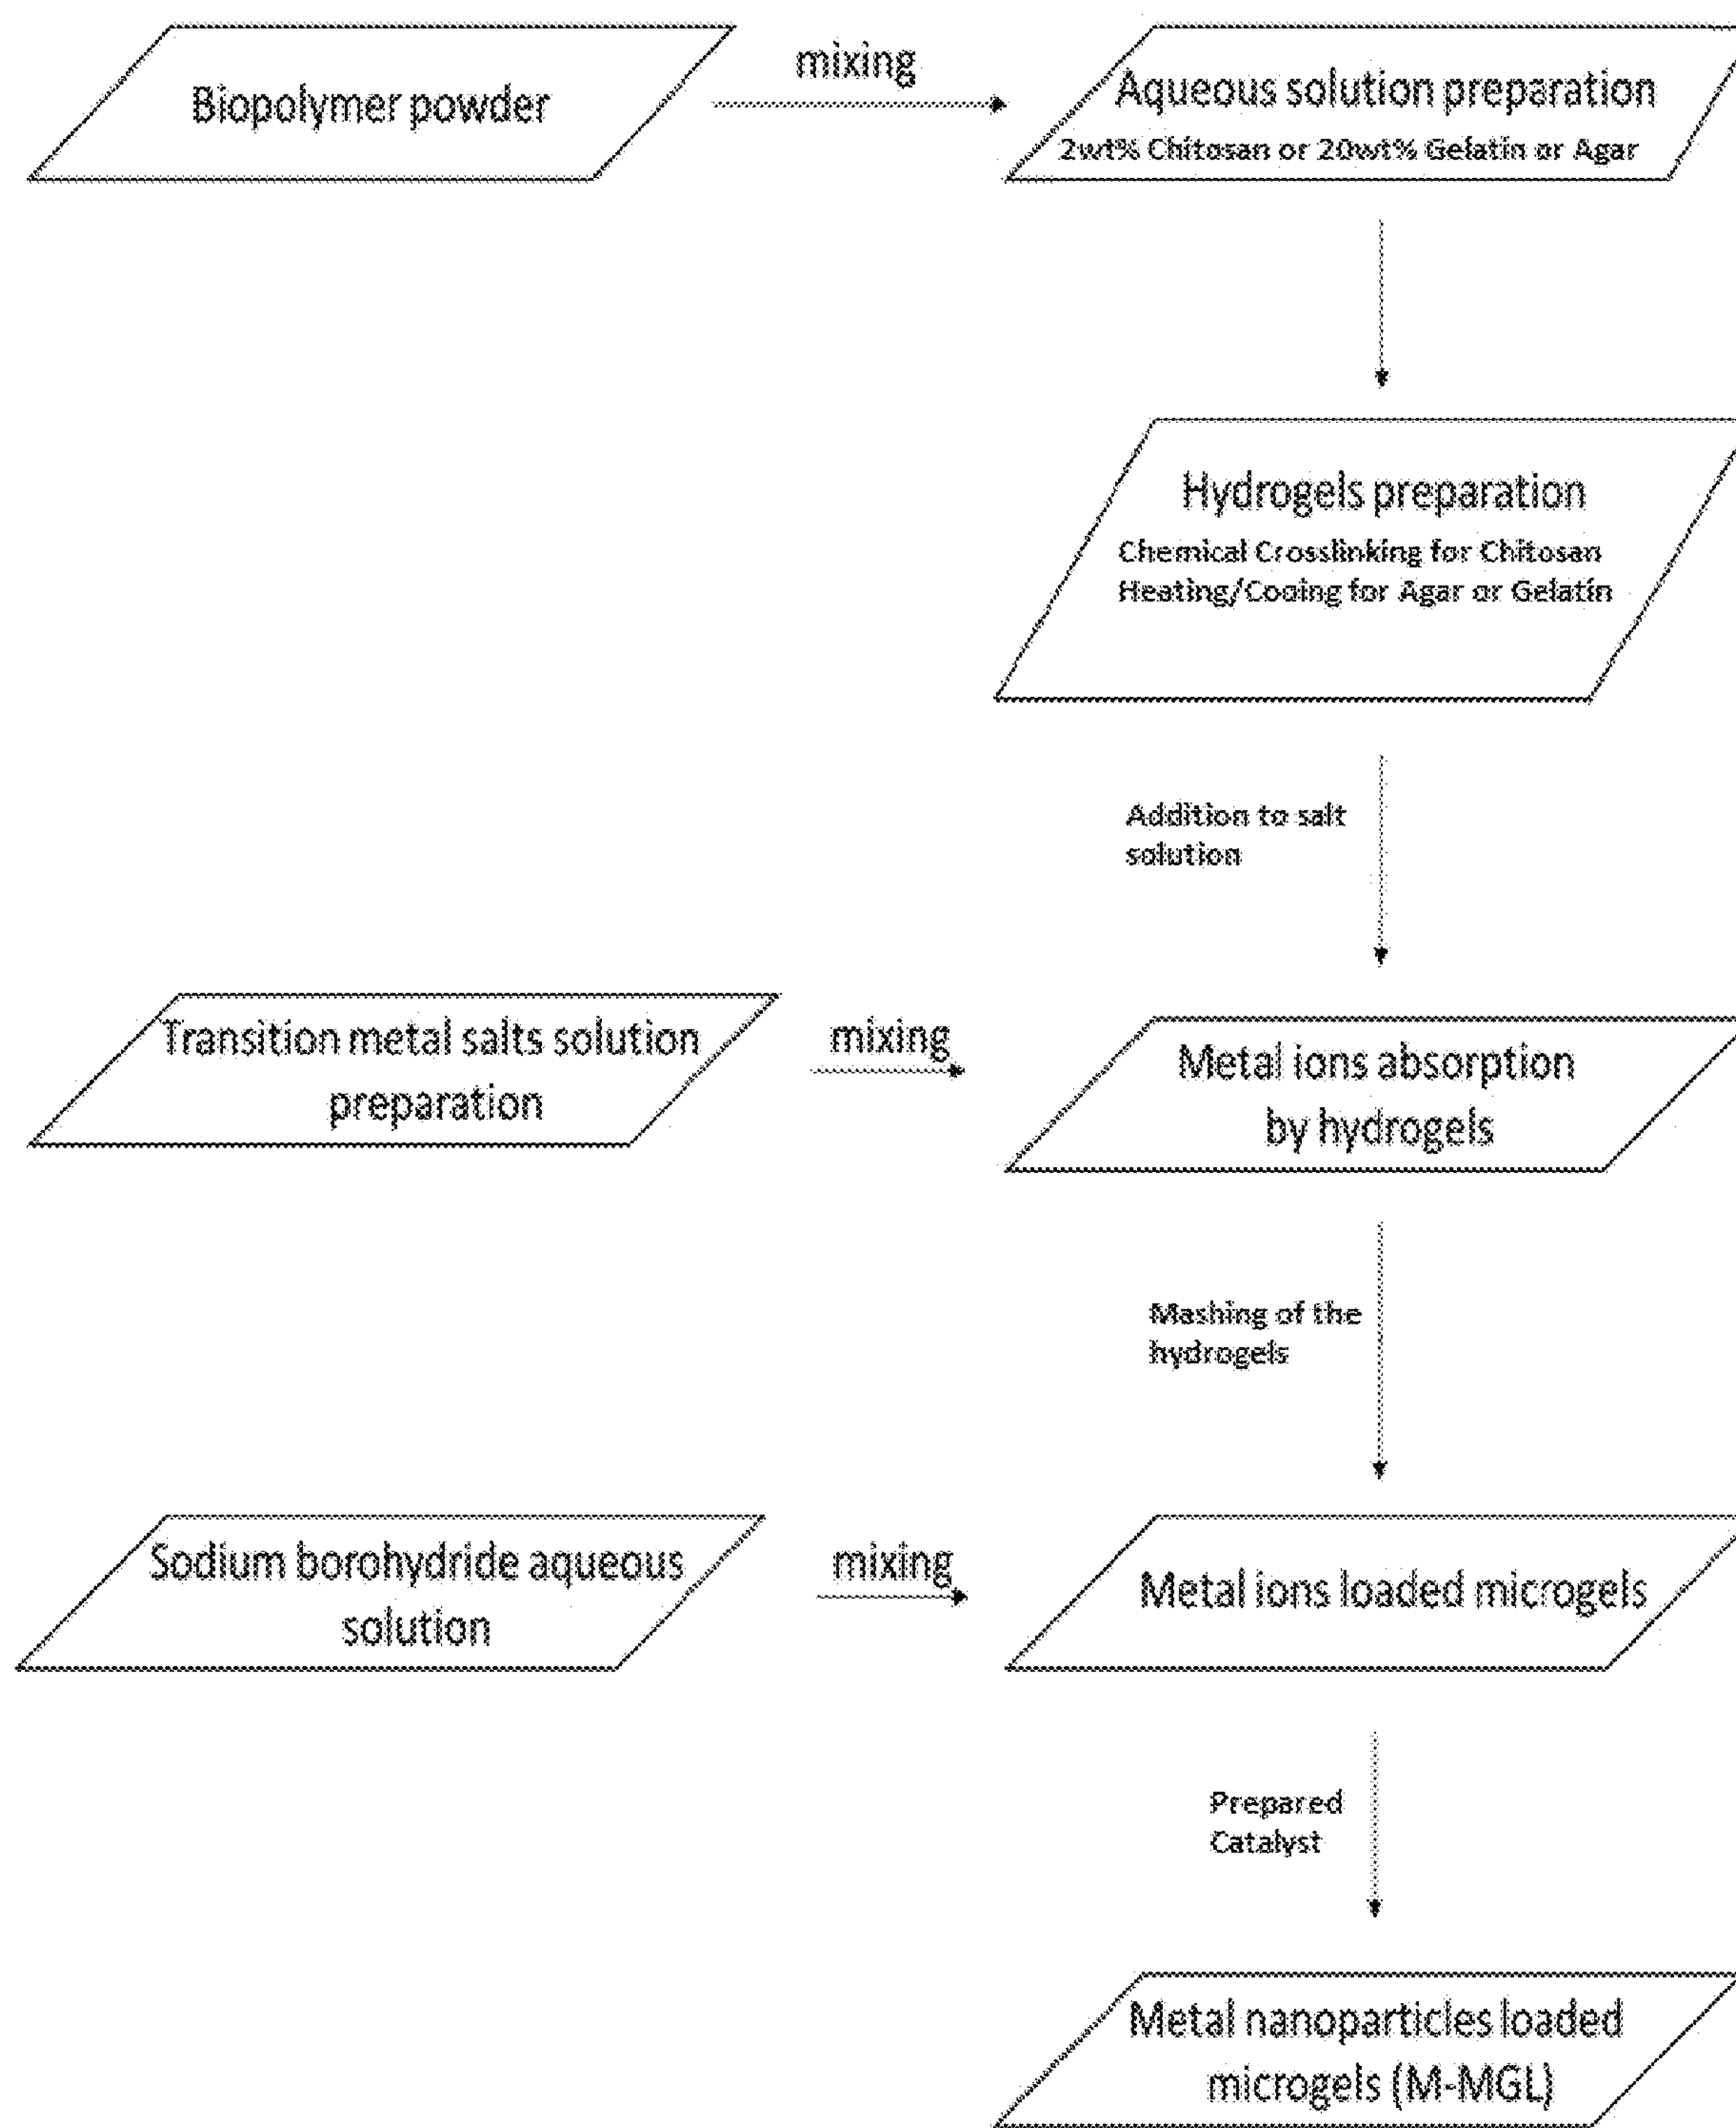 Biopolymer powder
mixing
Aqueous solution preparation
2wt% Chitosan or 20wt% Gelatin or Agar
Hydrogels preparation
Chemical Crosslinking for Chitosan
Heating/Cooing for Agar or Gelatin
Addition to salt
solution
Transition metal salts solution
preparation
mixing
Metal ions absorption
by hydrogels
Mashing of the
hydrogels
Sodium borohydride aqueous
solution
mixing
Metal ions loaded microgels
Prepared
Catalyst
Metal nanoparticles loaded
microgels (M-MGL)